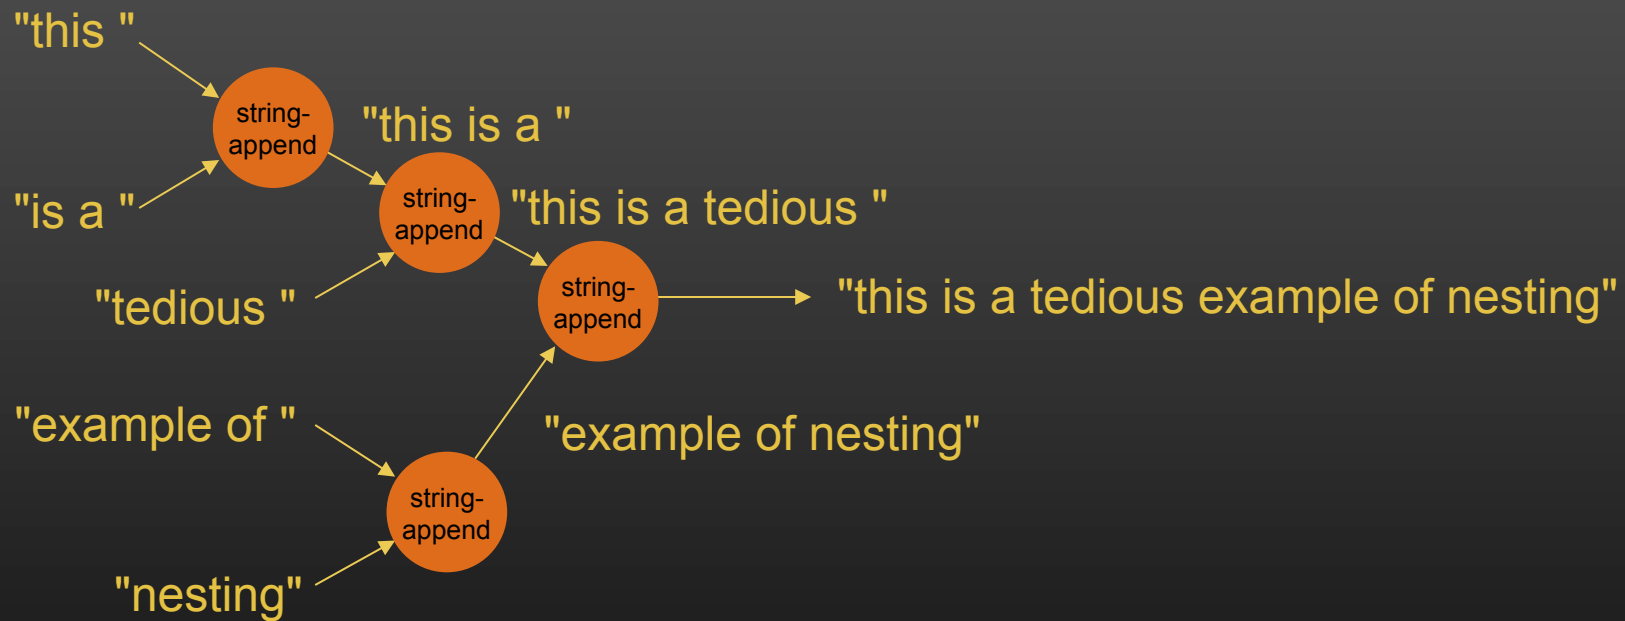 "this "
string-
append
"this is a "
"is a "
string-
append
"this is a tedious "
"tedious "
string-
append
"this is a tedious example of nesting"
"example of "
"example of nesting"
string-
append
"nesting"